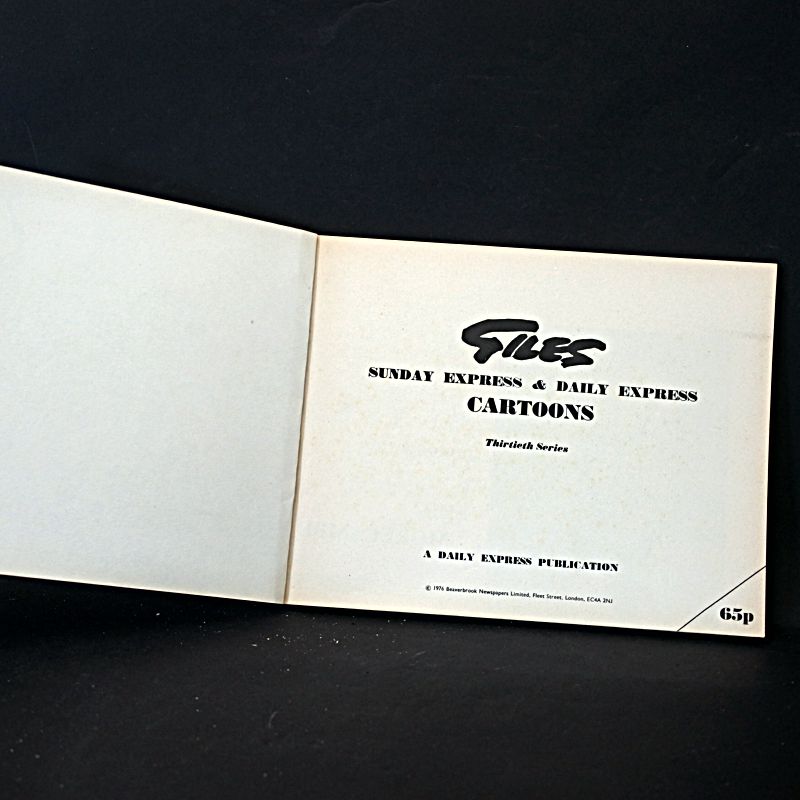 GILES
SUNDAY EXPRESS & DAILY EXPRESS
CARTOONS
Thirtieth Series
A DAILY EXPRESS PUBLICATION
© 1976 Beaverbrook Newspapers Limited, Fleet Street, London, EC4A 2NJ
65p